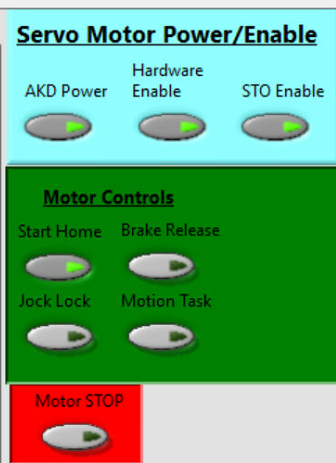 Servo Motor Power/Enable
AKD Power
Hardware
Enable
STO Enable
Motor Controls
Start Home
Brake Release
Jock Lock
Motion Task
Motor STOP